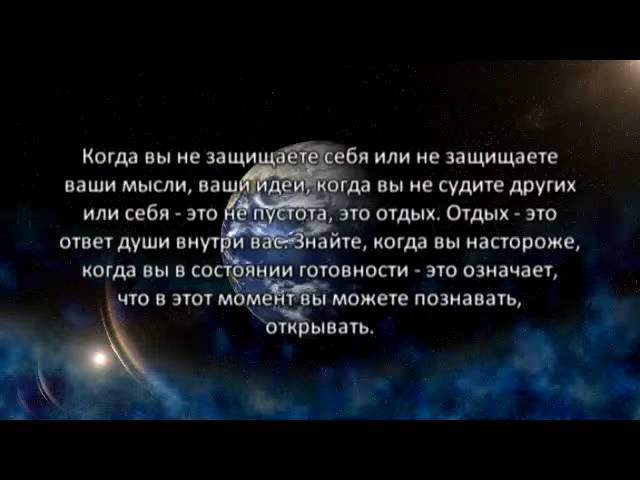 Когда вы не защищаете себя или не защищаете
ваши мысли, ваши идеи, когда вы не судите других
или себя - это не пустота, это отдых. Отдых - это
ответ души внутри вас. Знайте, когда вы настороже,
когда вы в состоянии готовности - это означает,
что в этот момент вы можете познавать,
открывать.